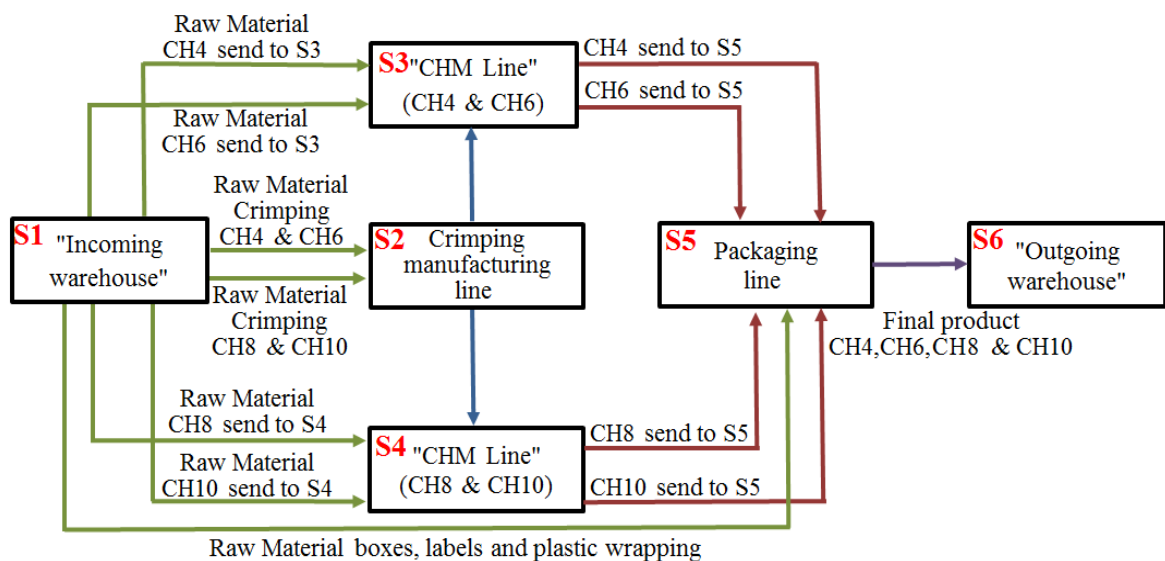 Raw Material
CH4 send to S3
S3
"CHM Line"
(CH4 & CH6)
CH4 send to S5
CH6 send to S5
Raw Material
CH6 send to S3
Raw Material
Crimping
CH4 & CH6
S1
"Incoming
warehouse"
S2
Crimping
manufacturing
line
S5
Packaging
line
S6
"Outgoing
warehouse"
Raw Material
Crimping
CH8 & CH10
Final product
CH4,CH6,CH8 & CH10
Raw Material
CH8 send to S4
S4
"CHM Line"
(CH8 & CH10)
CH8 send to S5
Raw Material
CH10 send to S4
CH10 send to S5
Raw Material boxes, labels and plastic wrapping